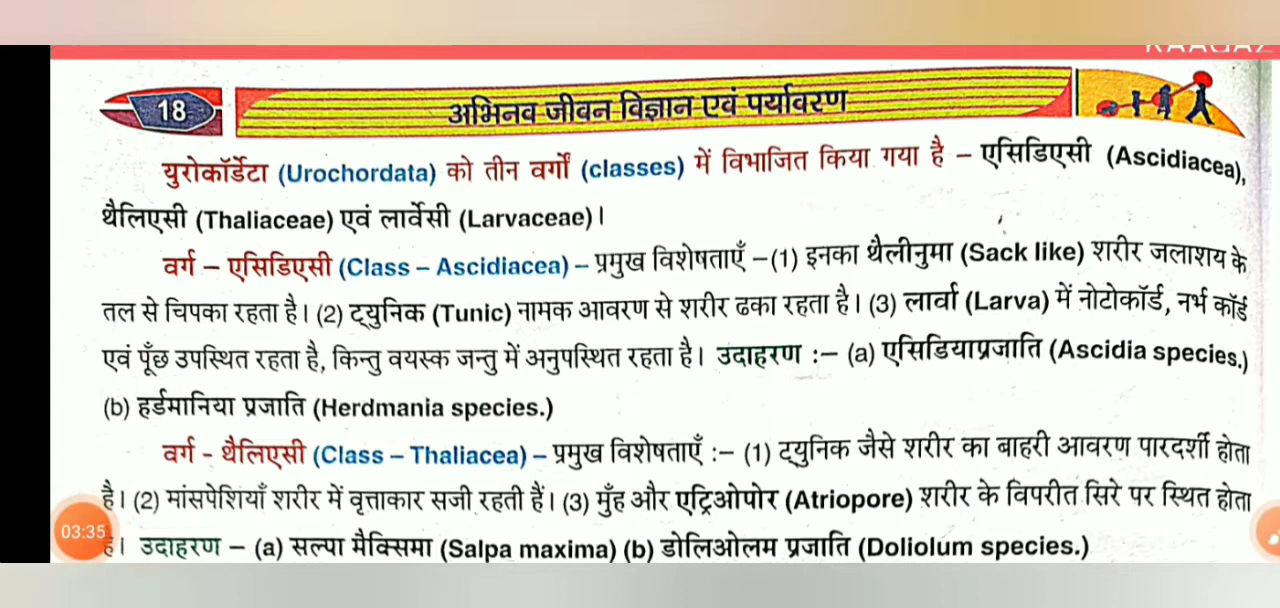 KAAGAZ
18
अभिनव जीवन विज्ञान एवं पर्यावरण
युरोकॉर्डेटा (Urochordata) को तीन वर्गों (classes) में विभाजित किया गया है – एसिडिएसी (Ascidiacea),
थैलिएसी (Thaliaceae) एवं लार्वेसी (Larvaceae)।
वर्ग – एसिडिएसी (Class – Ascidiacea) – प्रमुख विशेषताएँ –(1) इनका थैलीनुमा (Sack like) शरीर जलाशय के
तल से चिपका रहता है। (2) ट्युनिक (Tunic) नामक आवरण से शरीर ढका रहता है। (3) लार्वा (Larva) में नोटोकॉर्ड, नर्भ कॉर्ड
एवं पूँछ उपस्थित रहता है, किन्तु वयस्क जन्तु में अनुपस्थित रहता है। उदाहरण :– (a) एसिडियाप्रजाति (Ascidia species.)
(b) हर्डमानिया प्रजाति (Herdmania species.)
वर्ग - थैलिएसी (Class – Thaliacea) – प्रमुख विशेषताएँ :– (1) ट्युनिक जैसे शरीर का बाहरी आवरण पारदर्शी होता
है। (2) मांसपेशियाँ शरीर में वृत्ताकार सजी रहती हैं। (3) मुँह और एट्रिओपोर (Atriopore) शरीर के विपरीत सिरे पर स्थित होता
03:35
है। उदाहरण – (a) सल्पा मैक्सिमा (Salpa maxima) (b) डोलिओलम प्रजाति (Doliolum species.)